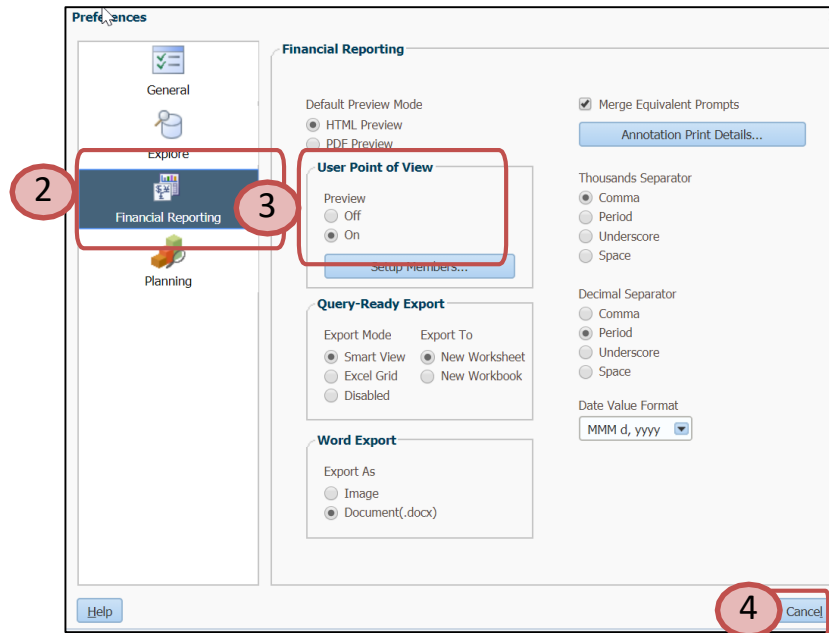 Preferences
General
Explore
Financial Reporting
Planning
2
3
Financial Reporting
Default Preview Mode
HTML Preview
PDF Preview
User Point of View
Preview
Off
On
Setup Members...
Query-Ready Export
Export Mode Export To
Smart View New Worksheet
Excel Grid New Workbook
Disabled
Word Export
Export As
Image
Document(.docx)
Merge Equivalent Prompts
Annotation Print Details...
Thousands Separator
Comma
Period
Underscore
Space
Decimal Separator
Comma
Period
Underscore
Space
Date Value Format
MMM d, yyyy
Help
4
Cancel